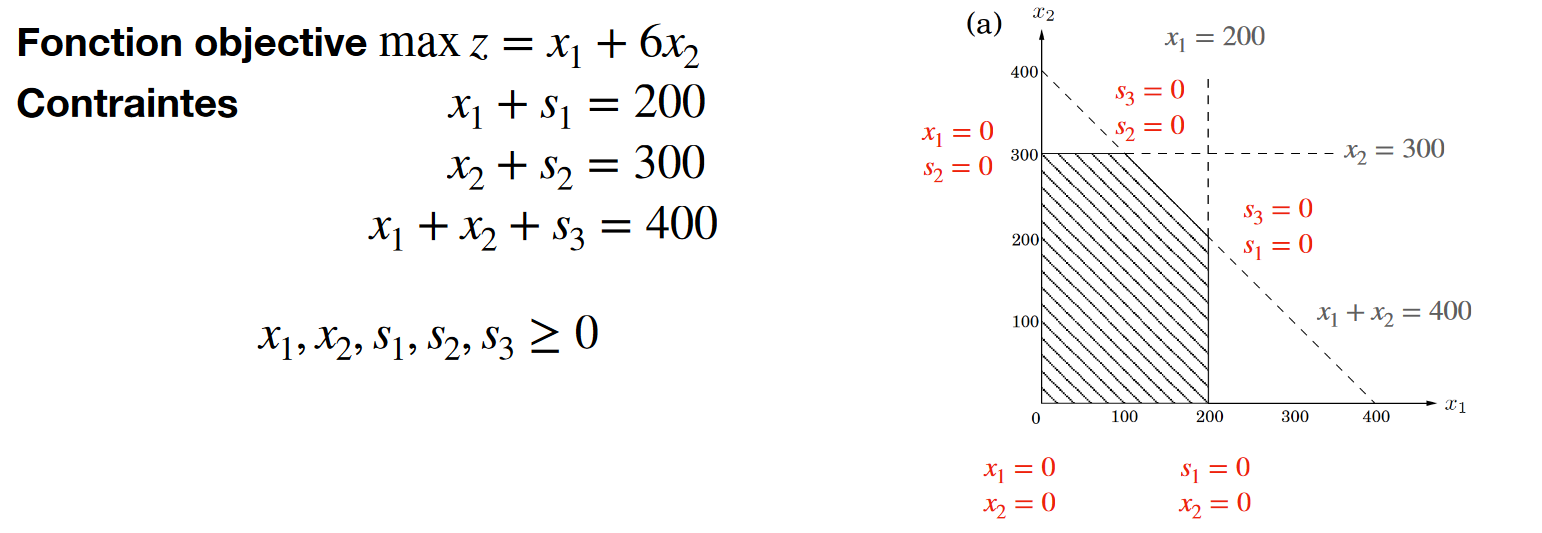 Fonction objective max z = x₁ + 6x₂
Contraintes
x₁ + s₁ = 200
x₂ + s₂ = 300
x₁ + x₂ + s₃ = 400
x₁, x₂, s₁, s₂, s₃ ≥ 0
(a)
x₂
x₁ = 200
400
s₃ = 0
s₂ = 0
x₁ = 0
s₂ = 0
300
x₂ = 300
s₃ = 0
s₁ = 0
200
x₁ + x₂ = 400
100
x₁
0 100 200 300 400
x₁ = 0
x₂ = 0
s₁ = 0
x₂ = 0